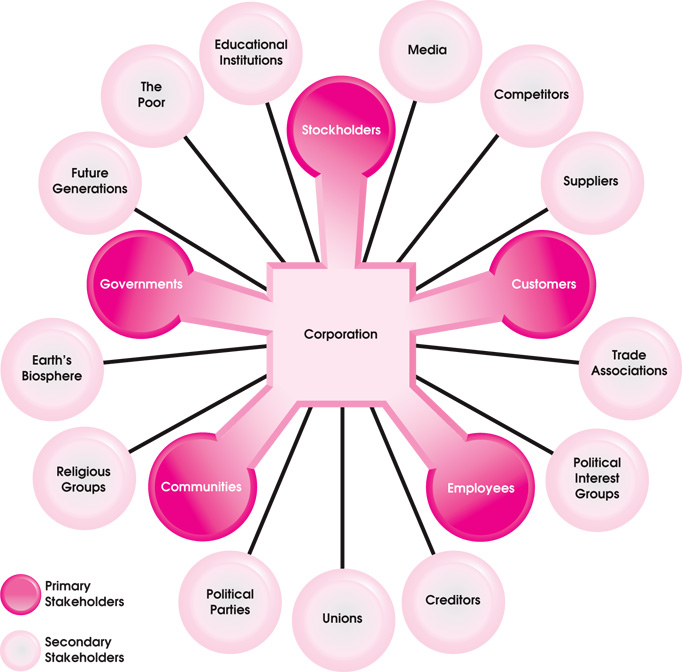 Educational
Institutions
Media
The
Poor
Competitors
Stockholders
Future
Generations
Suppliers
Governments
Customers
Corporation
Earth's
Biosphere
Trade
Associations
Religious
Groups
Communities
Employees
Political
Interest
Groups
Political
Parties
Unions
Creditors
Primary
Stakeholders
Secondary
Stakeholders